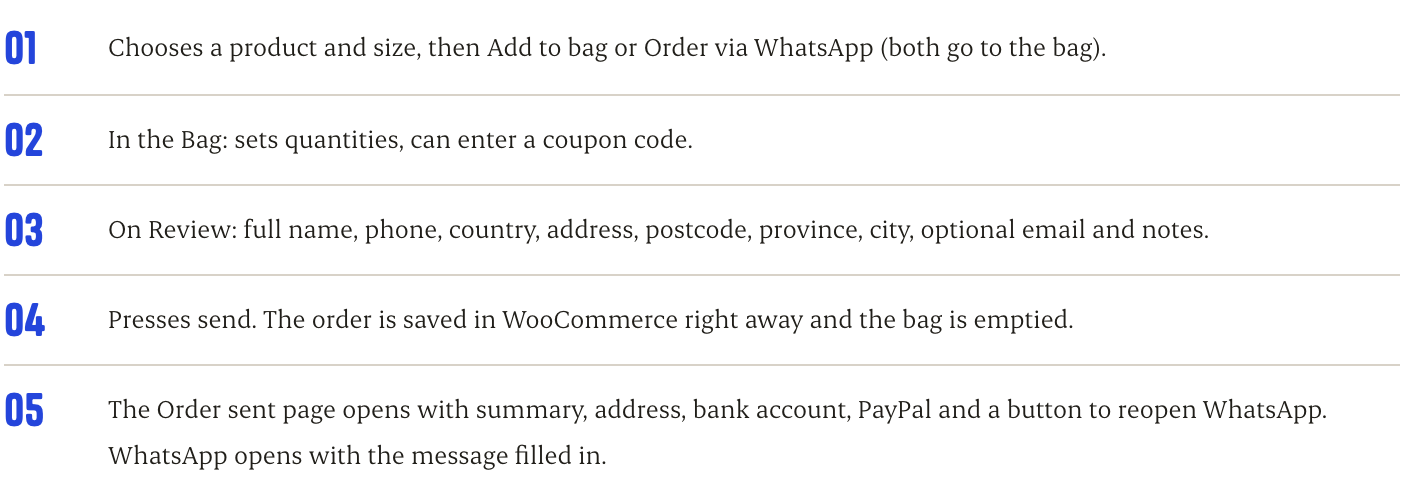 01 Chooses a product and size, then Add to bag or Order via WhatsApp (both go to the bag).
02 In the Bag: sets quantities, can enter a coupon code.
03 On Review: full name, phone, country, address, postcode, province, city, optional email and notes.
04 Presses send. The order is saved in WooCommerce right away and the bag is emptied.
05 The Order sent page opens with summary, address, bank account, PayPal and a button to reopen WhatsApp.
WhatsApp opens with the message filled in.